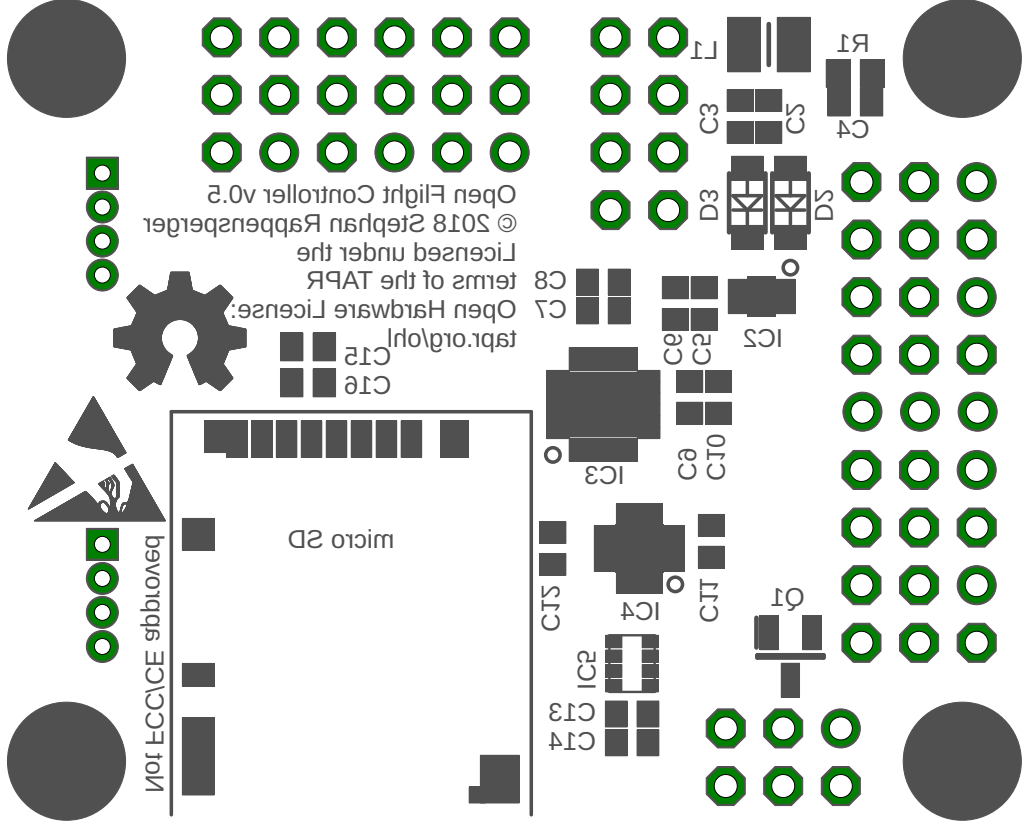 L1
R1
C3
C2
C4
Open Flight Controller v0.5
© 2018 Stephan Rappensperger
Licensed under the
terms of the TAPR
Open Hardware License:
tapr.org/ohl
D3
D2
C8
C7
C6
C5
IC2
C15
C16
IC3
C9
C10
micro SD
Not FCC/CE approved
C12
IC4
C11
Q1
IC5
C13
C14